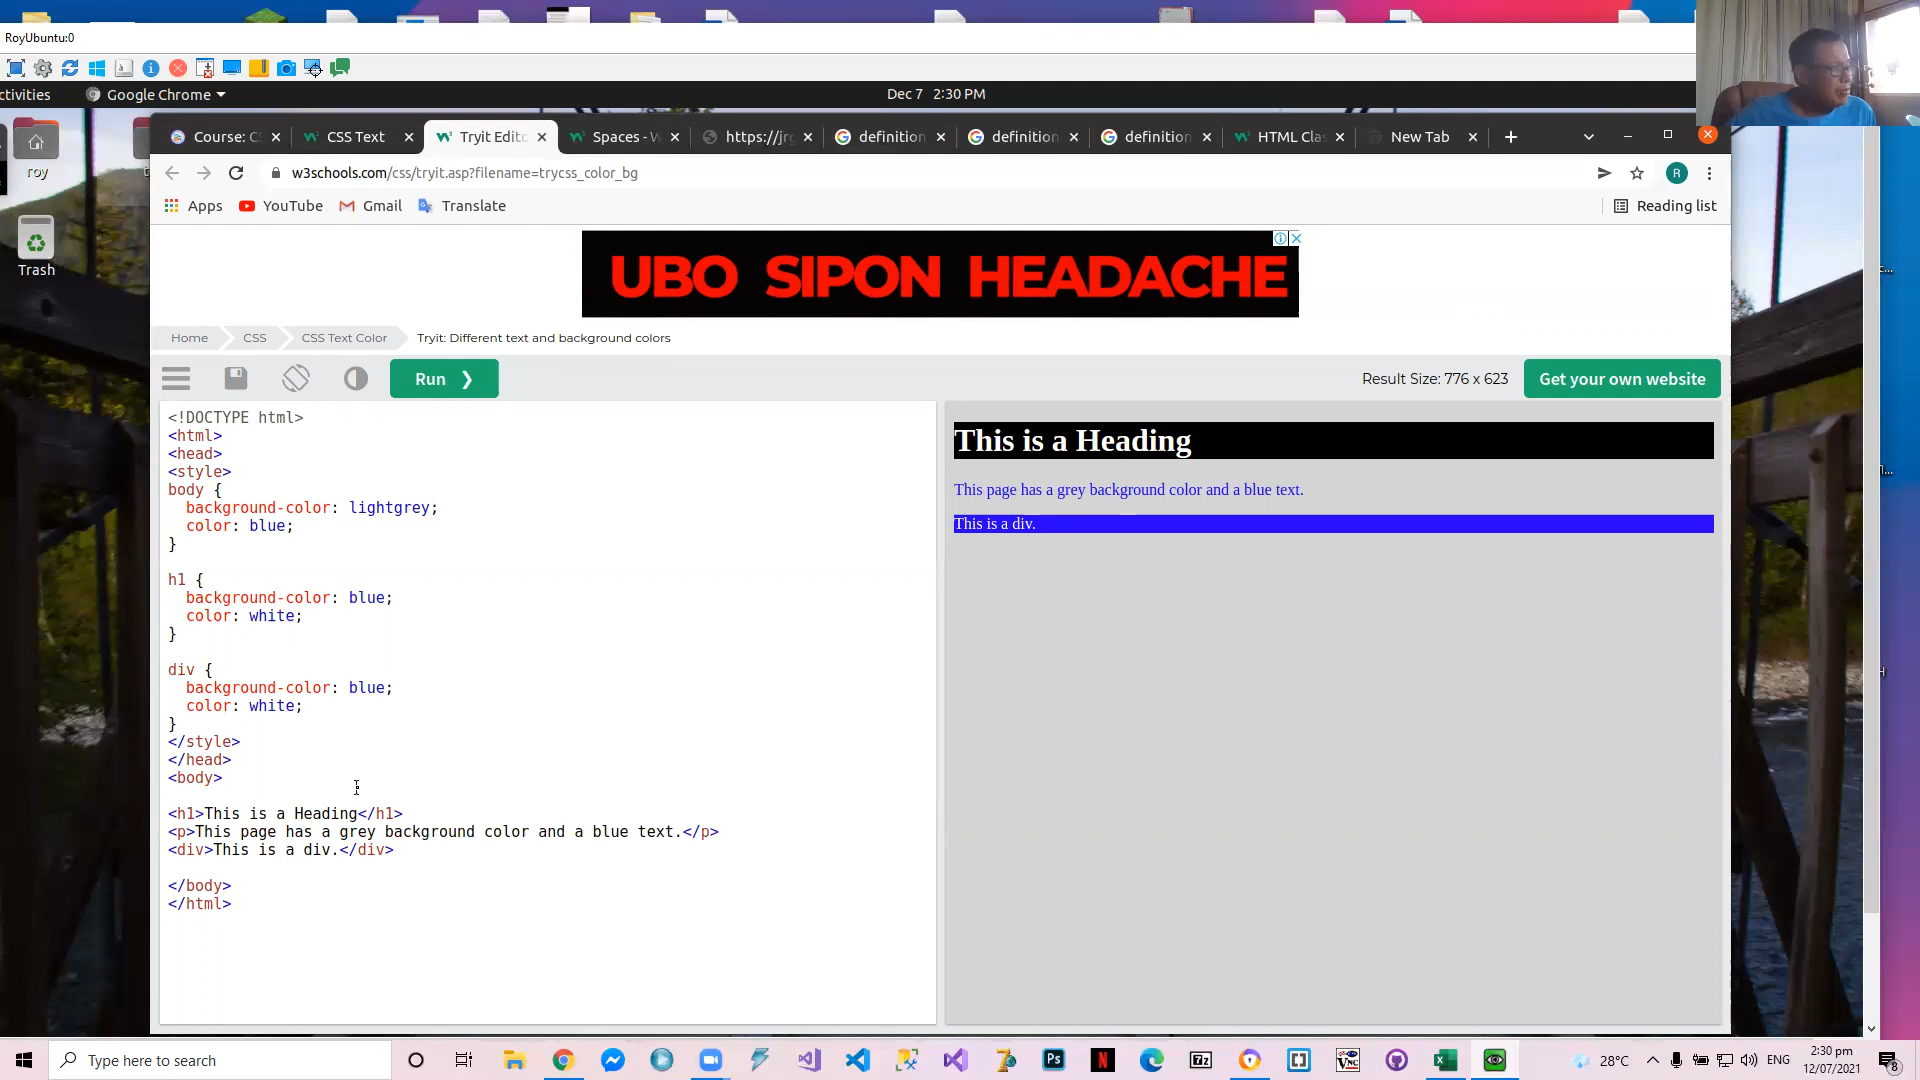 RoyUbuntu:0
ctivities
Google Chrome
Dec 7 2:30 PM
Course: C
CSS Text
Tryit Edito
Spaces - W
https://jrg
definition
definition
definition
HTML Clas
New Tab
w3schools.com/css/tryit.asp?filename=trycss_color_bg
R
Apps
YouTube
Gmail
Translate
Reading list
roy
Trash
UBO SIPON HEADACHE
Home
CSS
CSS Text Color
Tryit: Different text and background colors
Run ❯
Result Size: 776 x 623
Get your own website
<!DOCTYPE html>
<html>
<head>
<style>
body {
  background-color: lightgrey;
  color: blue;
}
h1 {
  background-color: blue;
  color: white;
}
div {
  background-color: blue;
  color: white;
}
</style>
</head>
<body>
<h1>This is a Heading</h1>
<p>This page has a grey background color and a blue text.</p>
<div>This is a div.</div>
</body>
</html>
This is a Heading
This page has a grey background color and a blue text.
This is a div.
Type here to search
Ps
N
7z
28°C
ENG
2:30 pm
12/07/2021
8